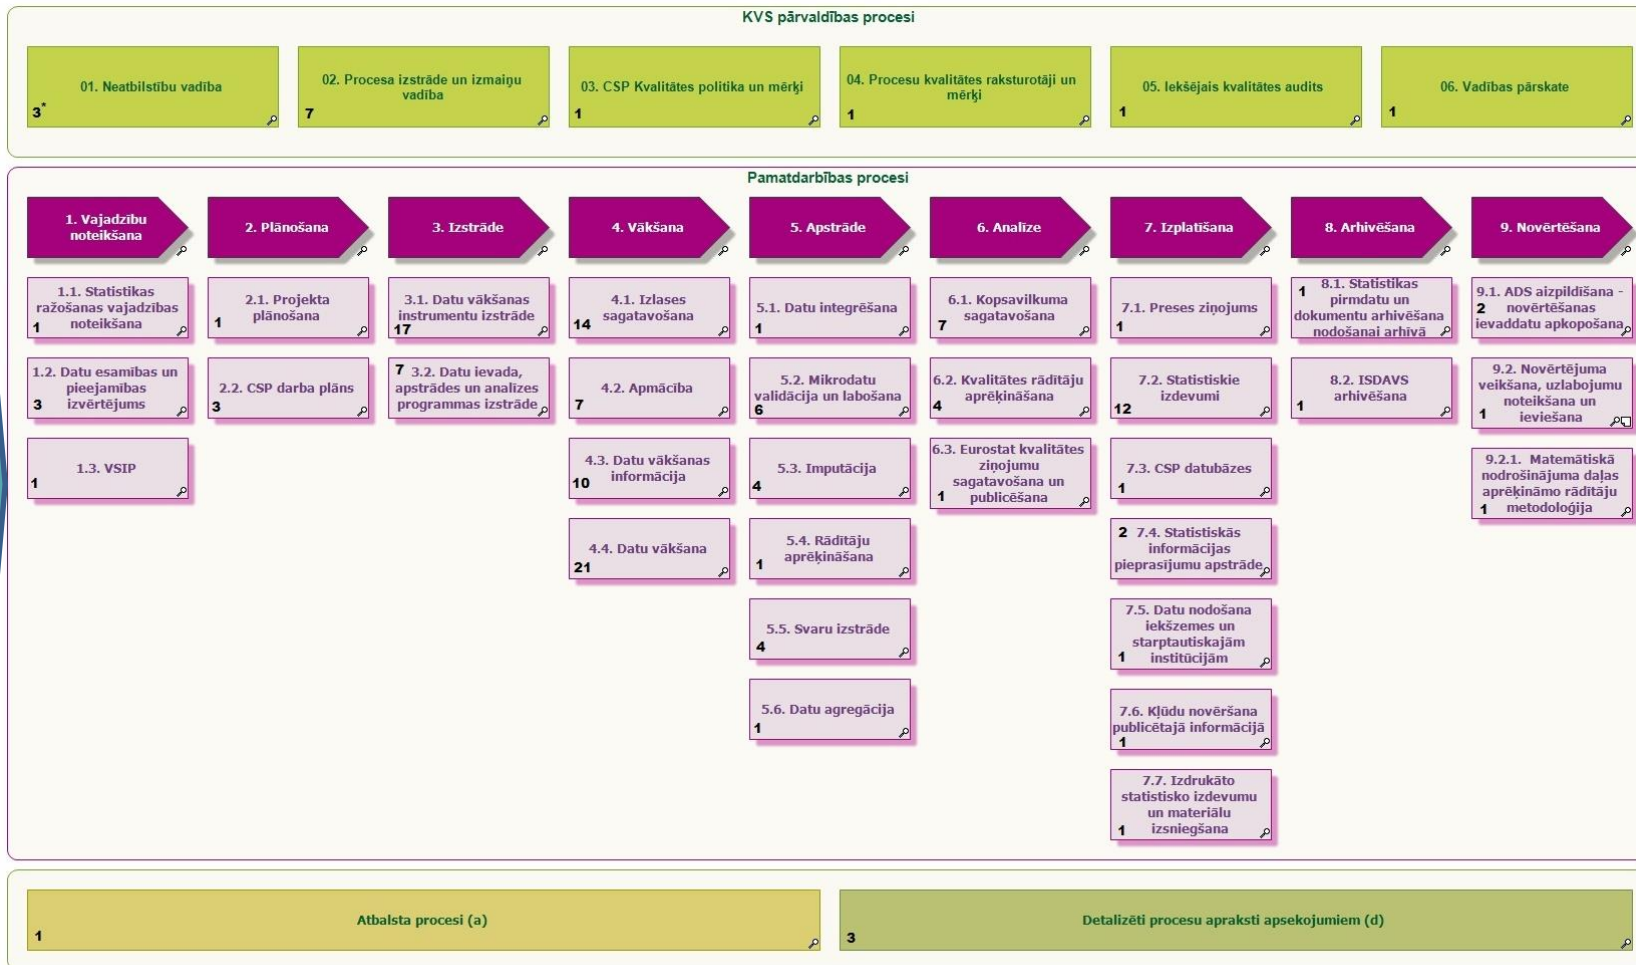 KVS pārvaldības procesi
01. Neatbilstību vadība
3*
02. Procesa izstrāde un izmaiņu
vadība
7
03. CSP Kvalitātes politika un mērķi
1
04. Procesu kvalitātes raksturotāji un
mērķi
1
05. Iekšējais kvalitātes audits
1
06. Vadības pārskate
1
Pamatdarbības procesi
1. Vajadzību
noteikšana
2. Plānošana
3. Izstrāde
4. Vākšana
5. Apstrāde
6. Analīze
7. Izplatīšana
8. Arhivēšana
9. Novērtēšana
1.1. Statistikas
ražošanas vajadzības
1 noteikšana
1.2. Datu esamības un
pieejamības
3 izvērtējums
1.3. VSIP
1
2.1. Projekta
1 plānošana
2.2. CSP darba plāns
3
3.1. Datu vākšanas
instrumentu izstrāde
17
7 3.2. Datu ievada,
apstrādes un analīzes
programmas izstrāde
4.1. Izlases
14 sagatavošana
4.2. Apmācība
7
4.3. Datu vākšanas
10 informācija
4.4. Datu vākšana
21
5.1. Datu integrēšana
1
5.2. Mikrodatu
validācija un labošana
6
5.3. Imputācija
4
5.4. Rādītāju
1 aprēķināšana
5.5. Svaru izstrāde
4
5.6. Datu agregācija
1
6.1. Kopsavilkuma
7 sagatavošana
6.2. Kvalitātes rādītāju
4 aprēķināšana
6.3. Eurostat kvalitātes
ziņojumu
sagatavošana un
1 publicēšana
7.1. Preses ziņojums
1
7.2. Statistiskie
12 izdevumi
7.3. CSP datubāzes
1
2 7.4. Statistiskās
informācijas
pieprasījumu apstrāde
7.5. Datu nodošana
iekšzemes un
starptautiskajām
1 institūcijām
7.6. Kļūdu novēršana
publicētajā informācijā
1
7.7. Izdrukāto
statistisko izdevumu
un materiālu
1 izsniegšana
1 8.1. Statistikas
pirmdatu un
dokumentu arhivēšana
nodošanai arhīvā
8.2. ISDAVS
1 arhivēšana
9.1. ADS aizpildīšana -
2 novērtēšanas
ievaddatu apkopošana
9.2. Novērtējuma
veikšana, uzlabojumu
noteikšana un
1 ieviešana
9.2.1. Matemātiskā
nodrošinājuma daļas
aprēķināmo rādītāju
1 metodoloģija
Atbalsta procesi (a)
1
Detalizēti procesu apraksti apsekojumiem (d)
3